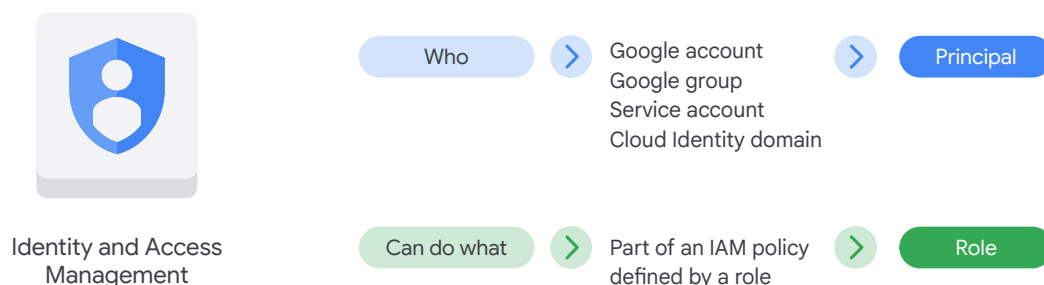 Who
Google account
Google group
Service account
Cloud Identity domain
Principal
Identity and Access
Management
Can do what
Part of an IAM policy
defined by a role
Role